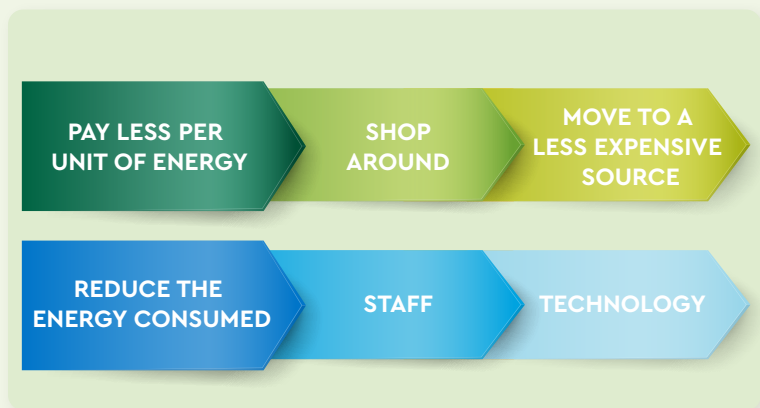 PAY LESS PER
UNIT OF ENERGY
SHOP
AROUND
MOVE TO A
LESS EXPENSIVE
SOURCE
REDUCE THE
ENERGY CONSUMED
STAFF
TECHNOLOGY